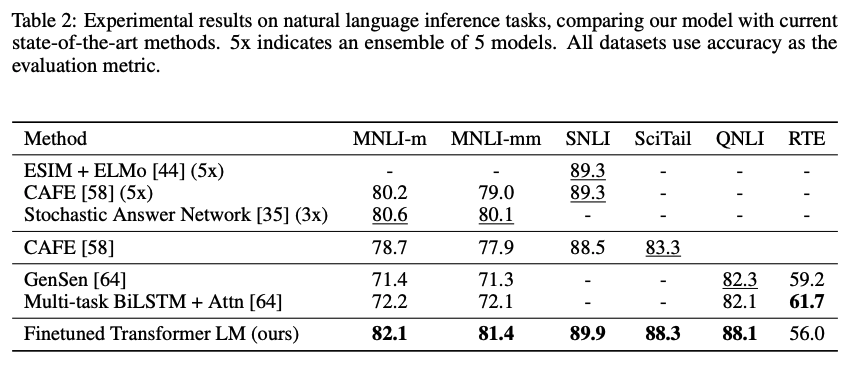 Table 2: Experimental results on natural language inference tasks, comparing our model with current
state-of-the-art methods. 5x indicates an ensemble of 5 models. All datasets use accuracy as the
evaluation metric.
Method MNLI-m MNLI-mm SNLI SciTail QNLI RTE
ESIM + ELMo [44] (5x) - - 89.3 - - -
CAFE [58] (5x) 80.2 79.0 89.3 - - -
Stochastic Answer Network [35] (3x) 80.6 80.1 - - - -
CAFE [58] 78.7 77.9 88.5 83.3
GenSen [64] 71.4 71.3 - - 82.3 59.2
Multi-task BiLSTM + Attn [64] 72.2 72.1 - - 82.1 61.7
Finetuned Transformer LM (ours) 82.1 81.4 89.9 88.3 88.1 56.0